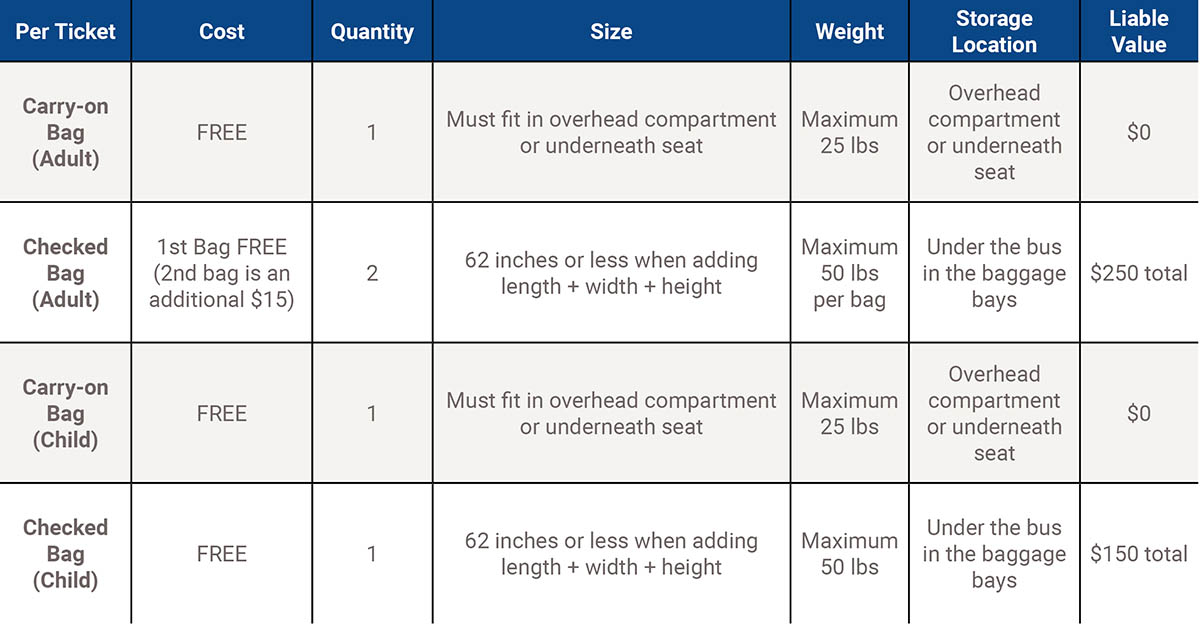 Per Ticket
Cost
Quantity
Size
Weight
Storage
Location
Liable
Value
Carry-on
Bag
(Adult)
FREE
1
Must fit in overhead compartment
or underneath seat
Maximum
25 lbs
Overhead
compartment
or underneath
seat
$0
Checked
Bag
(Adult)
1st Bag FREE
(2nd bag is an
additional $15)
2
62 inches or less when adding
length + width + height
Maximum
50 lbs
per bag
Under the bus
in the baggage
bays
$250 total
Carry-on
Bag
(Child)
FREE
1
Must fit in overhead compartment
or underneath seat
Maximum
25 lbs
Overhead
compartment
or underneath
seat
$0
Checked
Bag
(Child)
FREE
1
62 inches or less when adding
length + width + height
Maximum
50 lbs
Under the bus
in the baggage
bays
$150 total